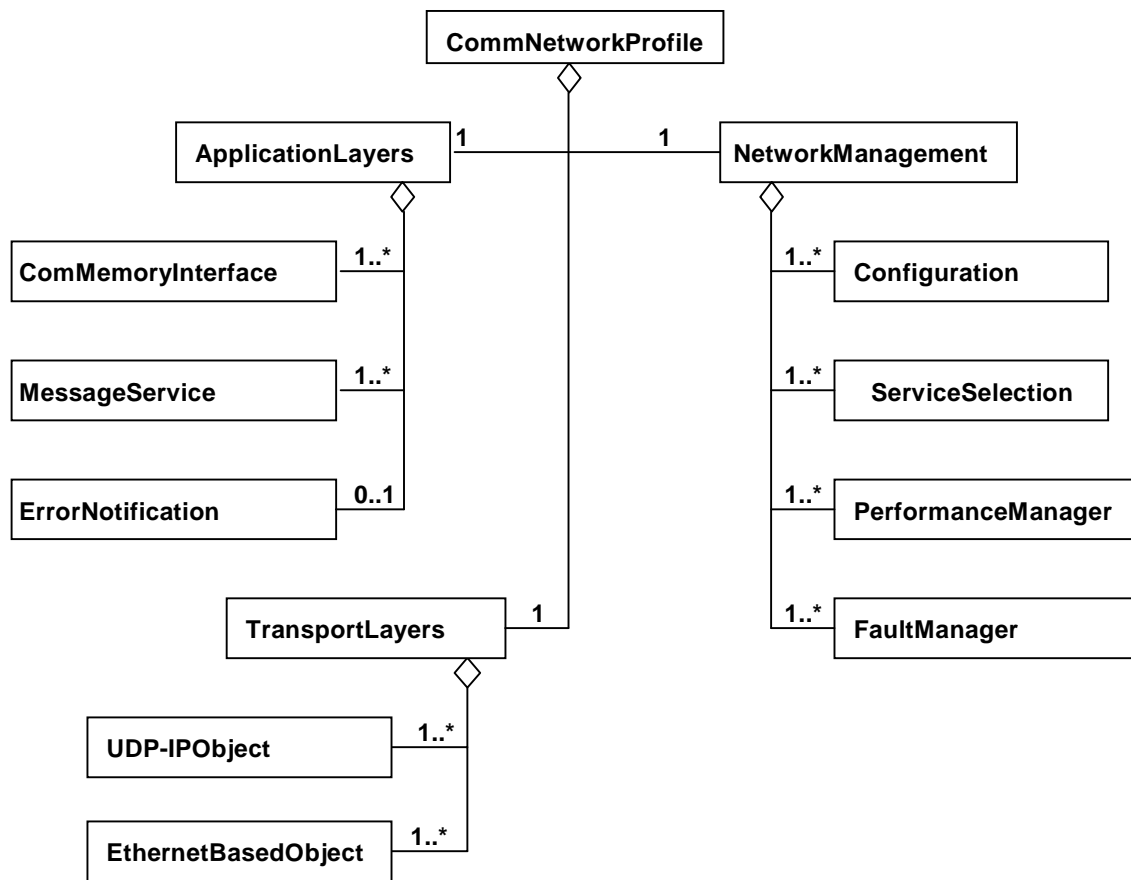 CommNetworkProfile
ApplicationLayers
1
1
NetworkManagement
ComMemoryInterface
1..*
1..*
Configuration
MessageService
1..*
1..*
ServiceSelection
ErrorNotification
0..1
1..*
PerformanceManager
TransportLayers
1
1..*
FaultManager
UDP-IPObject
1..*
EthernetBasedObject
1..*